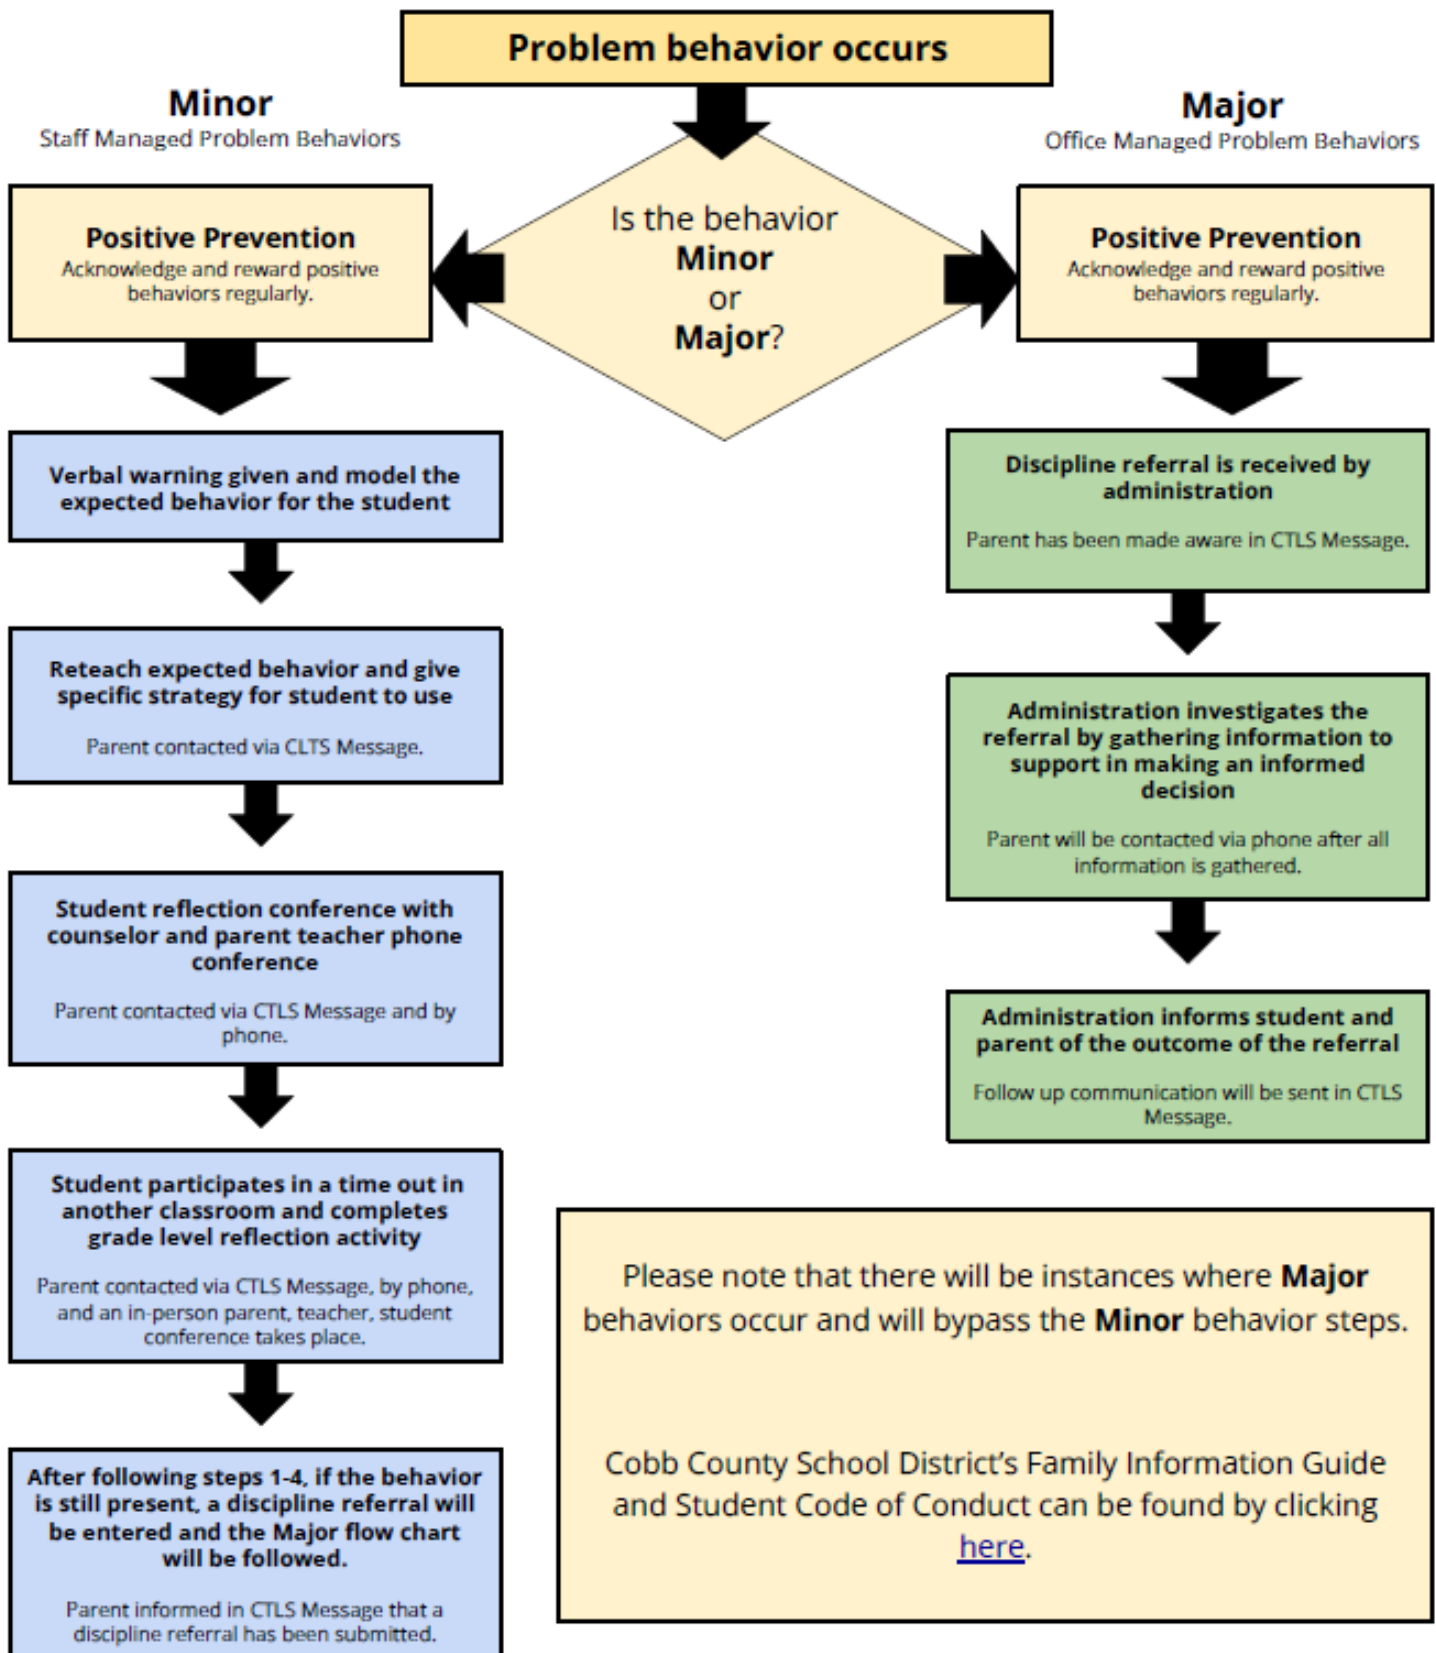 Problem behavior occurs
Minor
Staff Managed Problem Behaviors
Major
Office Managed Problem Behaviors
Is the behavior
Minor
or
Major?
Positive Prevention
Acknowledge and reward positive
behaviors regularly.
Verbal warning given and model the
expected behavior for the student
Reteach expected behavior and give
specific strategy for student to use
Parent contacted via CLTS Message.
Student reflection conference with
counselor and parent teacher phone
conference
Parent contacted via CTLS Message and by
phone.
Student participates in a time out in
another classroom and completes
grade level reflection activity
Parent contacted via CTLS Message, by phone,
and an in-person parent, teacher, student
conference takes place.
After following steps 1-4, if the behavior
is still present, a discipline referral will
be entered and the Major flow chart
will be followed.
Parent informed in CTLS Message that a
discipline referral has been submitted.
Positive Prevention
Acknowledge and reward positive
behaviors regularly.
Discipline referral is received by
administration
Parent has been made aware in CTLS Message.
Administration investigates the
referral by gathering information to
support in making an informed
decision
Parent will be contacted via phone after all
information is gathered.
Administration informs student and
parent of the outcome of the referral
Follow up communication will be sent in CTLS
Message.
Please note that there will be instances where Major
behaviors occur and will bypass the Minor behavior steps.
Cobb County School District's Family Information Guide
and Student Code of Conduct can be found by clicking
here.